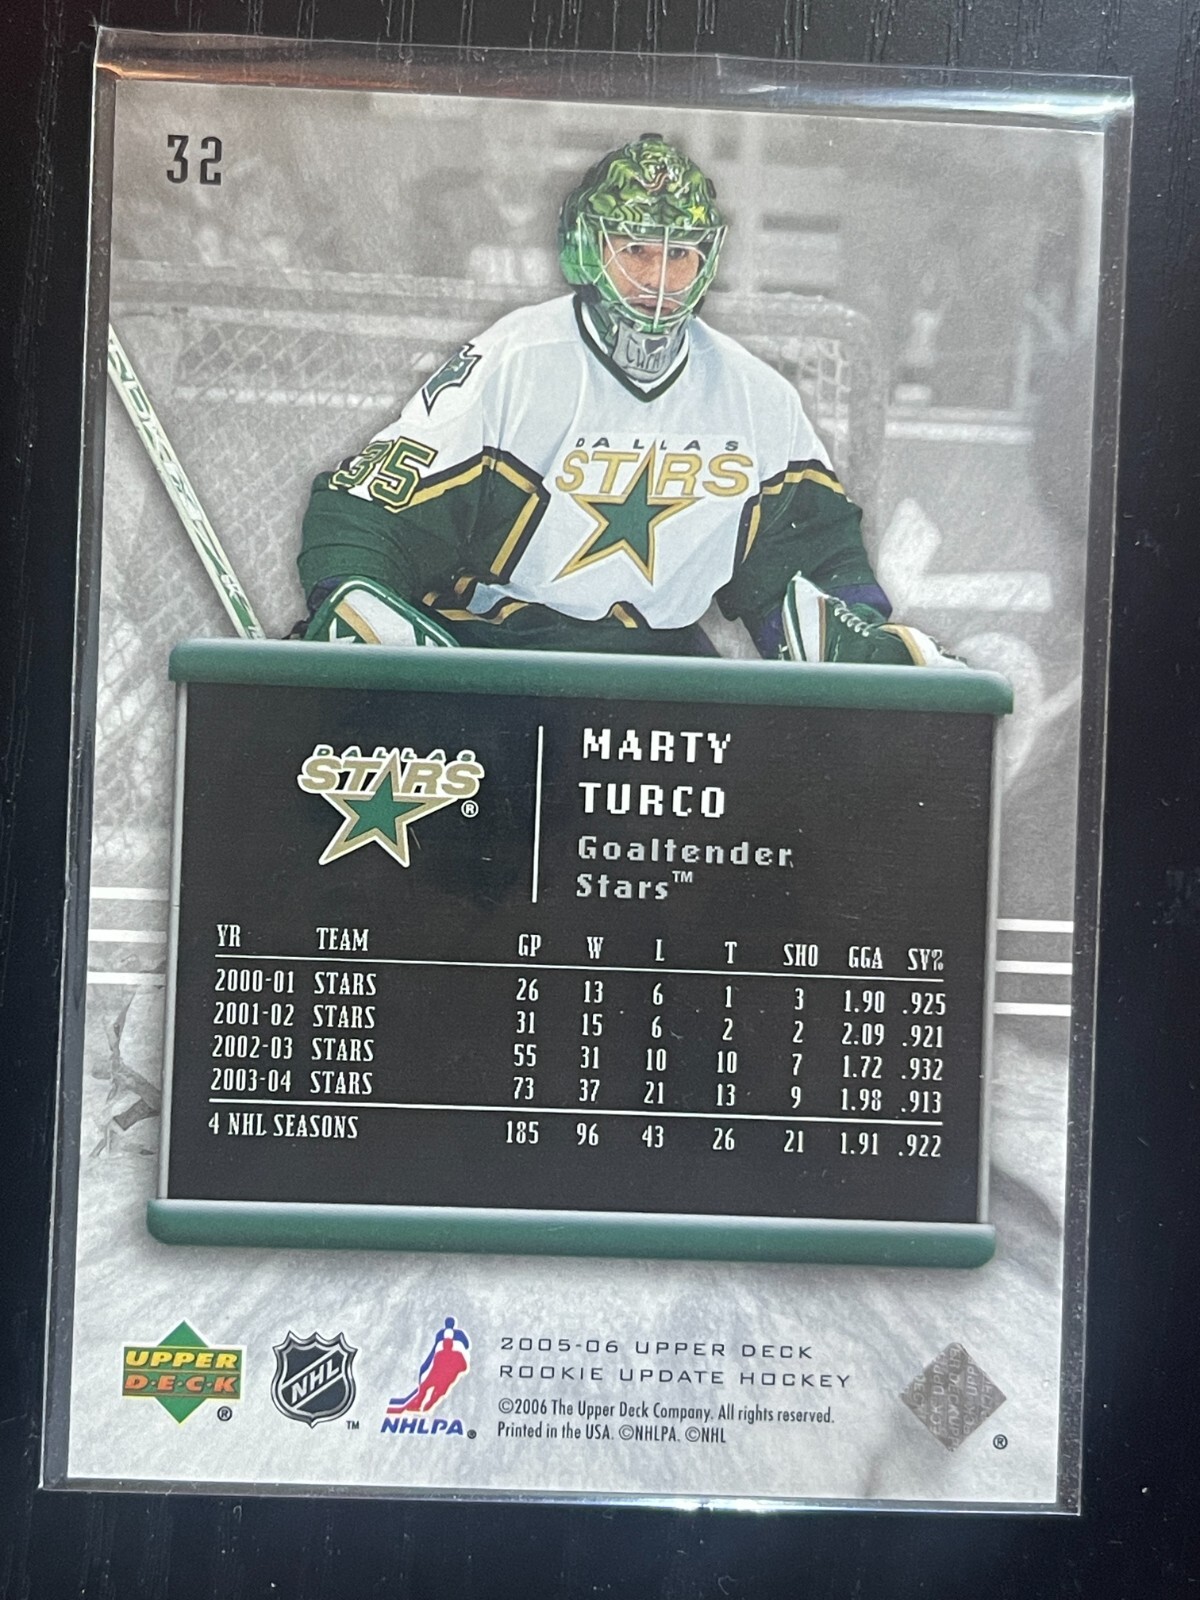 32
35
DALLAS
STARS
DALLAS
STARS®
MARTY
TURCO
Goaltender
Stars™
YR TEAM GP W L T SHO GGA SV%
2000-01 STARS 26 13 6 1 3 1.90 .925
2001-02 STARS 31 15 6 2 2 2.09 .921
2002-03 STARS 55 31 10 10 7 1.72 .932
2003-04 STARS 73 37 21 13 9 1.98 .913
4 NHL SEASONS 185 96 43 26 21 1.91 .922
UPPER
D·E·C·K ®
NHL ™
NHLPA®
2005-06 UPPER DECK
ROOKIE UPDATE HOCKEY
©2006 The Upper Deck Company. All rights reserved.
Printed in the USA. ©NHLPA. ©NHL
®